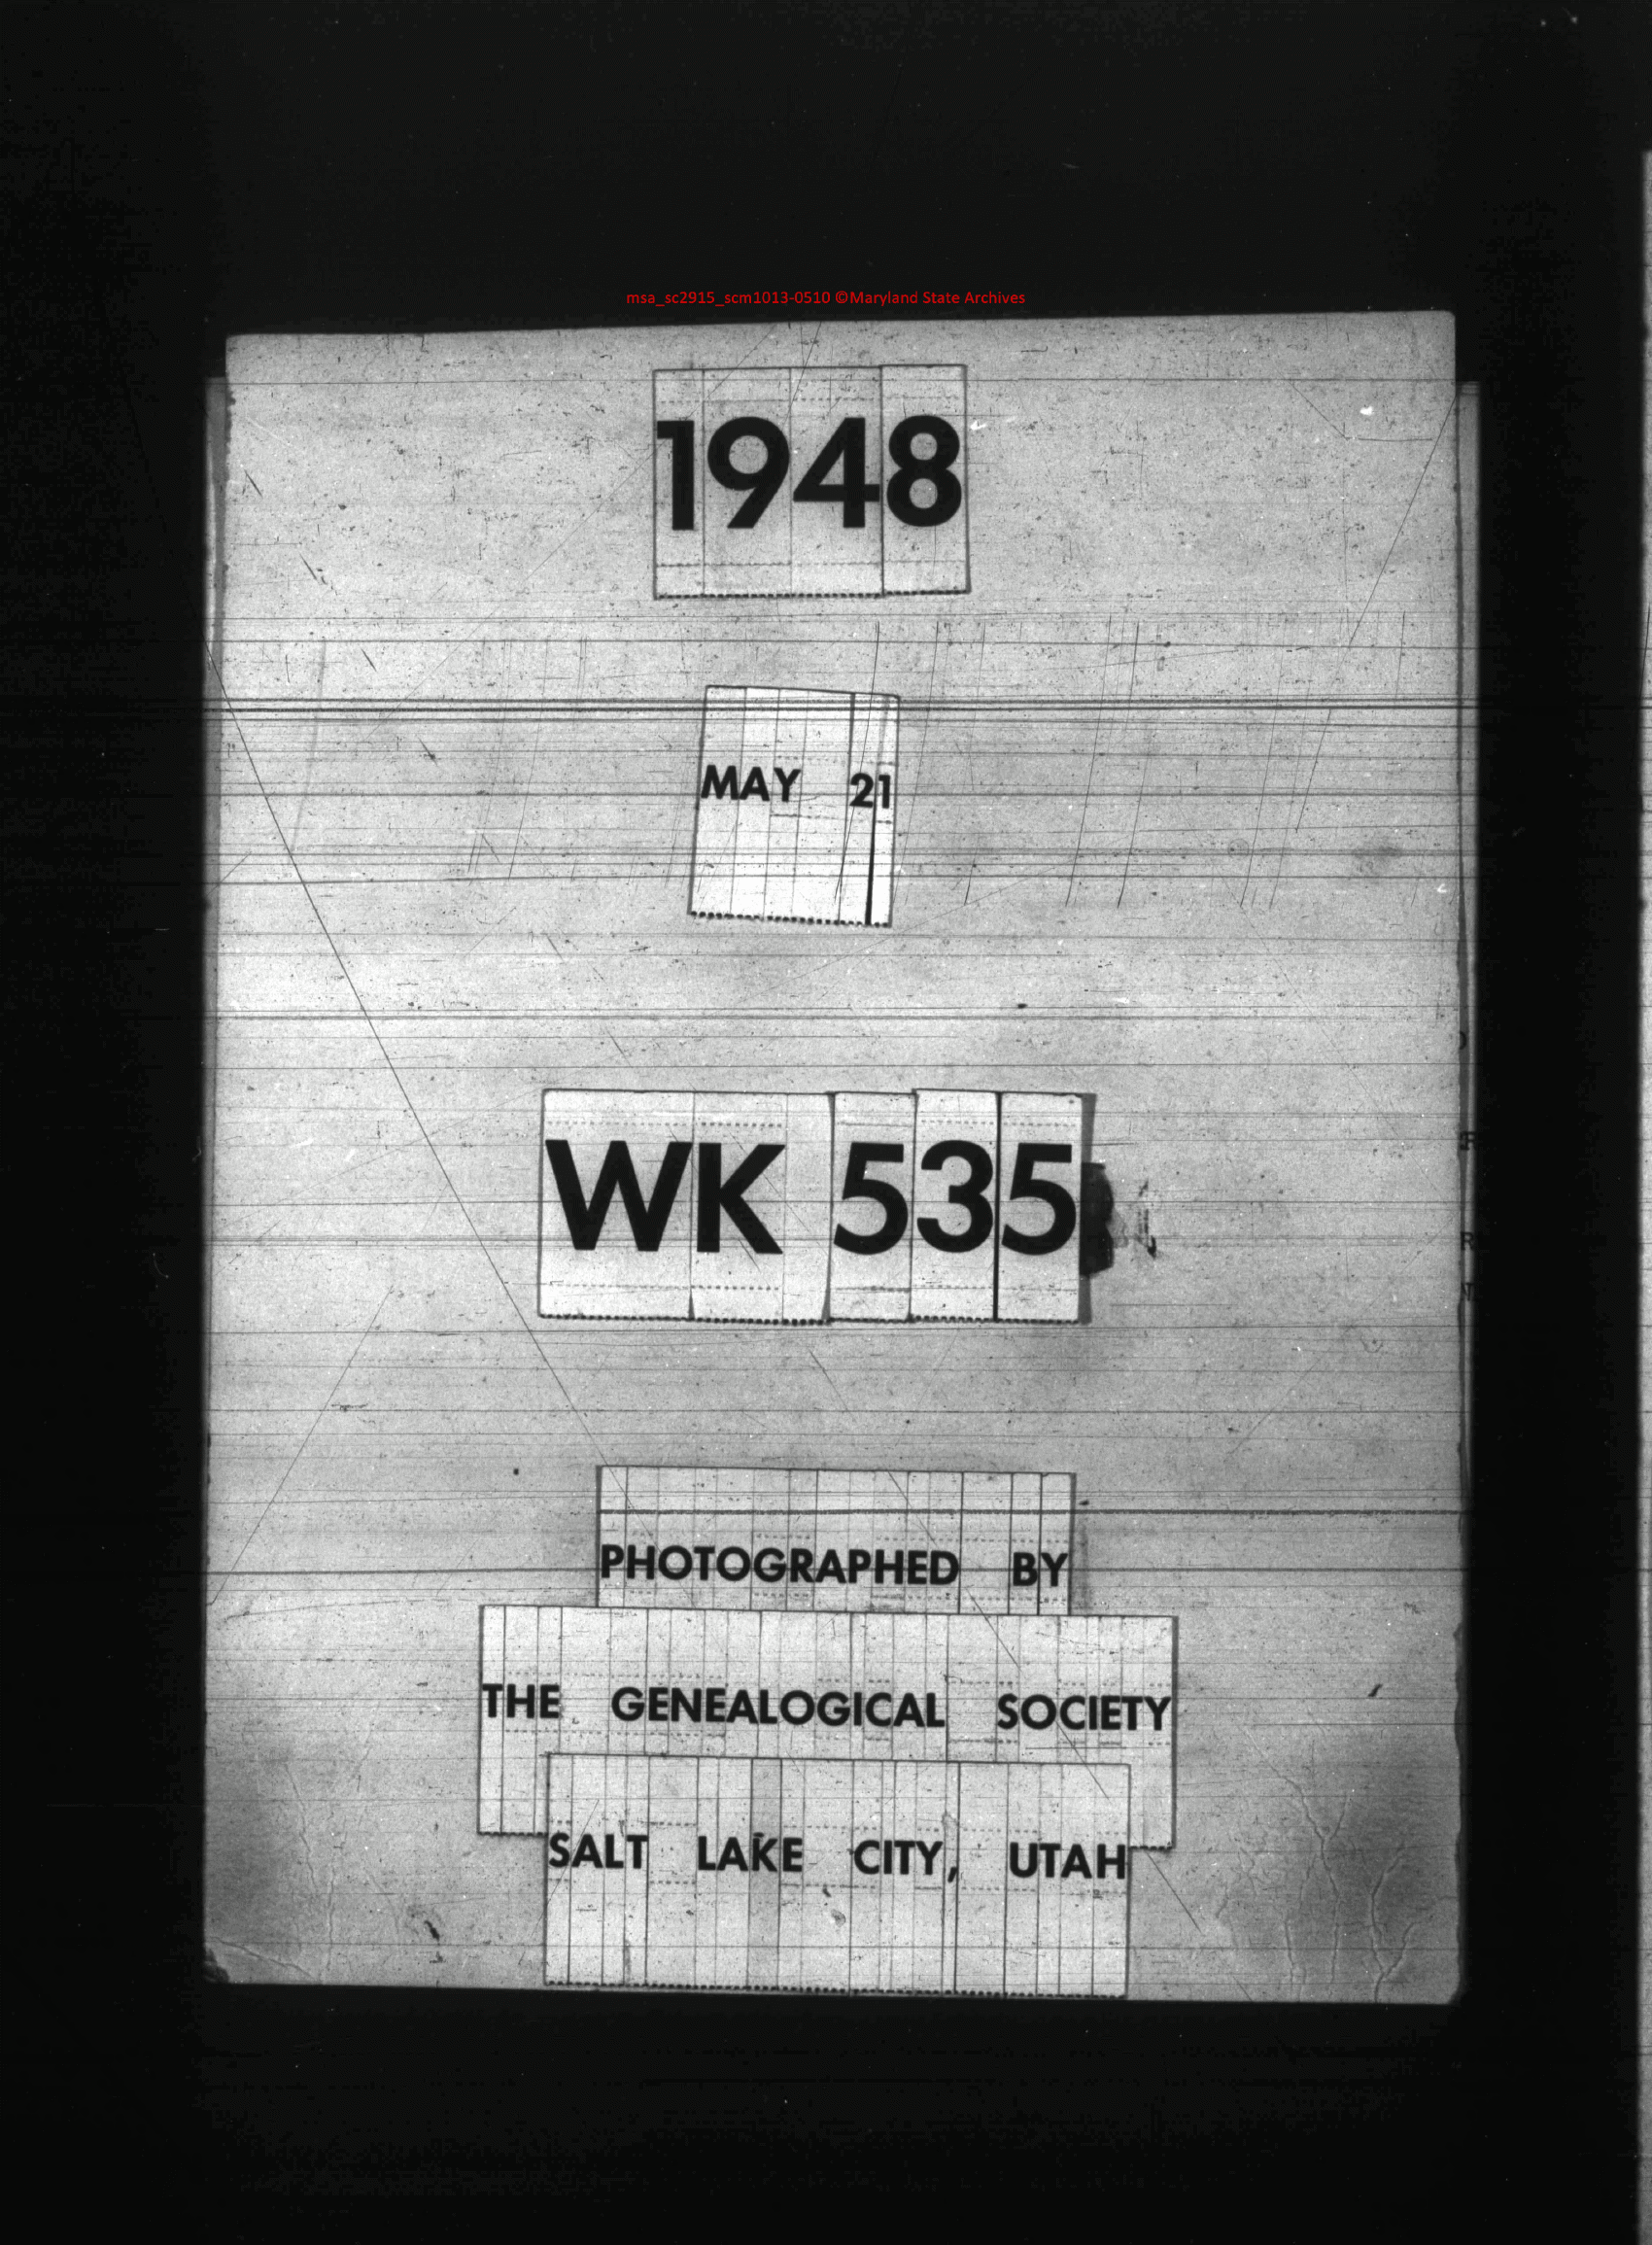 msa_sc2915_scm1013-0510 ©Maryland State Archives
1948
MAY 21
WK 535
PHOTOGRAPHED BY
THE GENEALOGICAL SOCIETY
SALT LAKE CITY, UTAH